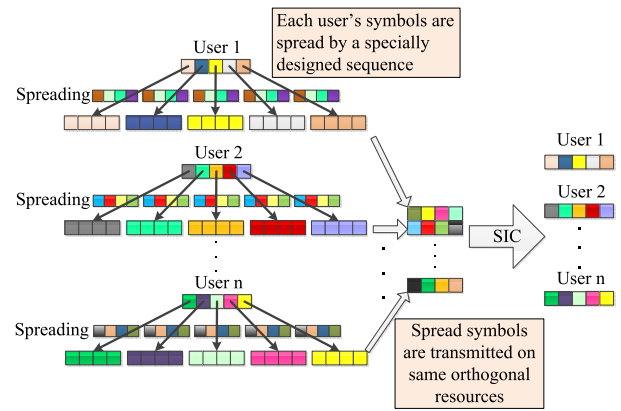 Each user's symbols are
spread by a specially
designed sequence
User 1
Spreading
User 2
Spreading
User n
Spreading
SIC
User 1
User 2
User n
Spread symbols
are transmitted on
same orthogonal
resources